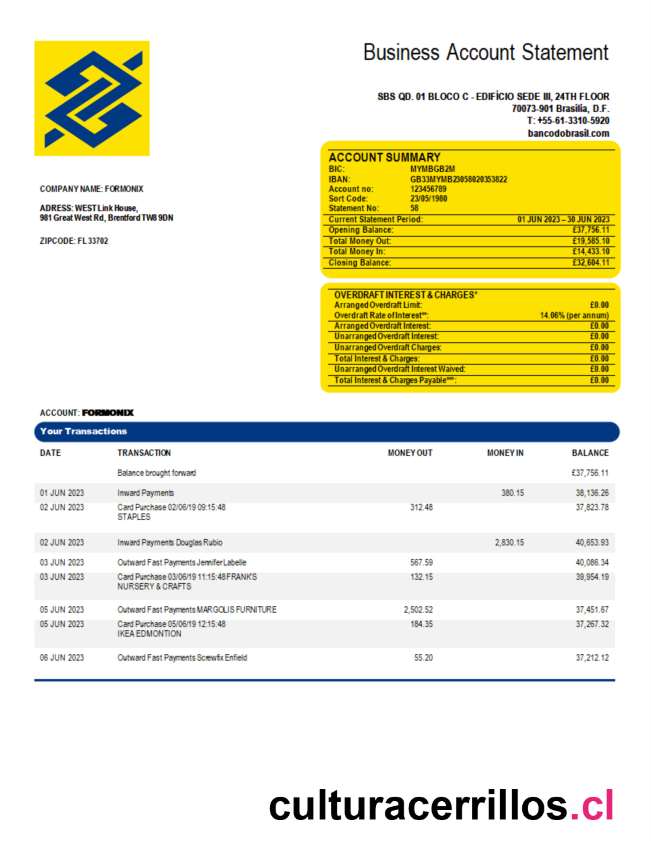 Business Account Statement
SBS QD. 01 BLOCO C - EDIFÍCIO SEDE III, 24TH FLOOR
70073-901 Brasilia, D.F.
T: +55-61-3310-5920
bancodobrasil.com
COMPANY NAME: FORMONIX
ADRESS: WEST Link House,
981 Great West Rd, Brentford TW8 9DN
ZIPCODE: FL 33702
ACCOUNT SUMMARY
BIC: MYMBGB2M
IBAN: GB33MYMB23058020353822
Account no: 123456789
Sort Code: 23/05/1980
Statement No: 58
Current Statement Period: 01 JUN 2023 – 30 JUN 2023
Opening Balance: £37,756.11
Total Money Out: £19,585.10
Total Money In: £14,433.10
Closing Balance: £32,604.11
OVERDRAFT INTEREST & CHARGES*
Arranged Overdraft Limit: £0.00
Overdraft Rate of Interest**: 14.06% (per annum)
Arranged Overdraft Interest: £0.00
Unarranged Overdraft Interest: £0.00
Unarranged Overdraft Charges: £0.00
Total Interest & Charges: £0.00
Unarranged Overdraft Interest Waived: £0.00
Total Interest & Charges Payable***: £0.00
ACCOUNT: FORMONIX
Your Transactions
DATE TRANSACTION MONEY OUT MONEY IN BALANCE
Balance brought forward £37,756.11
01 JUN 2023 Inward Payments 380.15 38,136.26
02 JUN 2023 Card Purchase 02/06/19 09:15:48 312.48 37,823.78
STAPLES
02 JUN 2023 Inward Payments Douglas Rubio 2,830.15 40,653.93
03 JUN 2023 Outward Fast Payments Jennifer Labelle 567.59 40,086.34
03 JUN 2023 Card Purchase 03/06/19 11:15:48 FRANK'S 132.15 39,954.19
NURSERY & CRAFTS
05 JUN 2023 Outward Fast Payments MARGOLIS FURNITURE 2,502.52 37,451.67
05 JUN 2023 Card Purchase 05/06/19 12:15:48 184.35 37,267.32
IKEA EDMONTION
06 JUN 2023 Outward Fast Payments Screwfix Enfield 55.20 37,212.12
culturacerrillos.cl